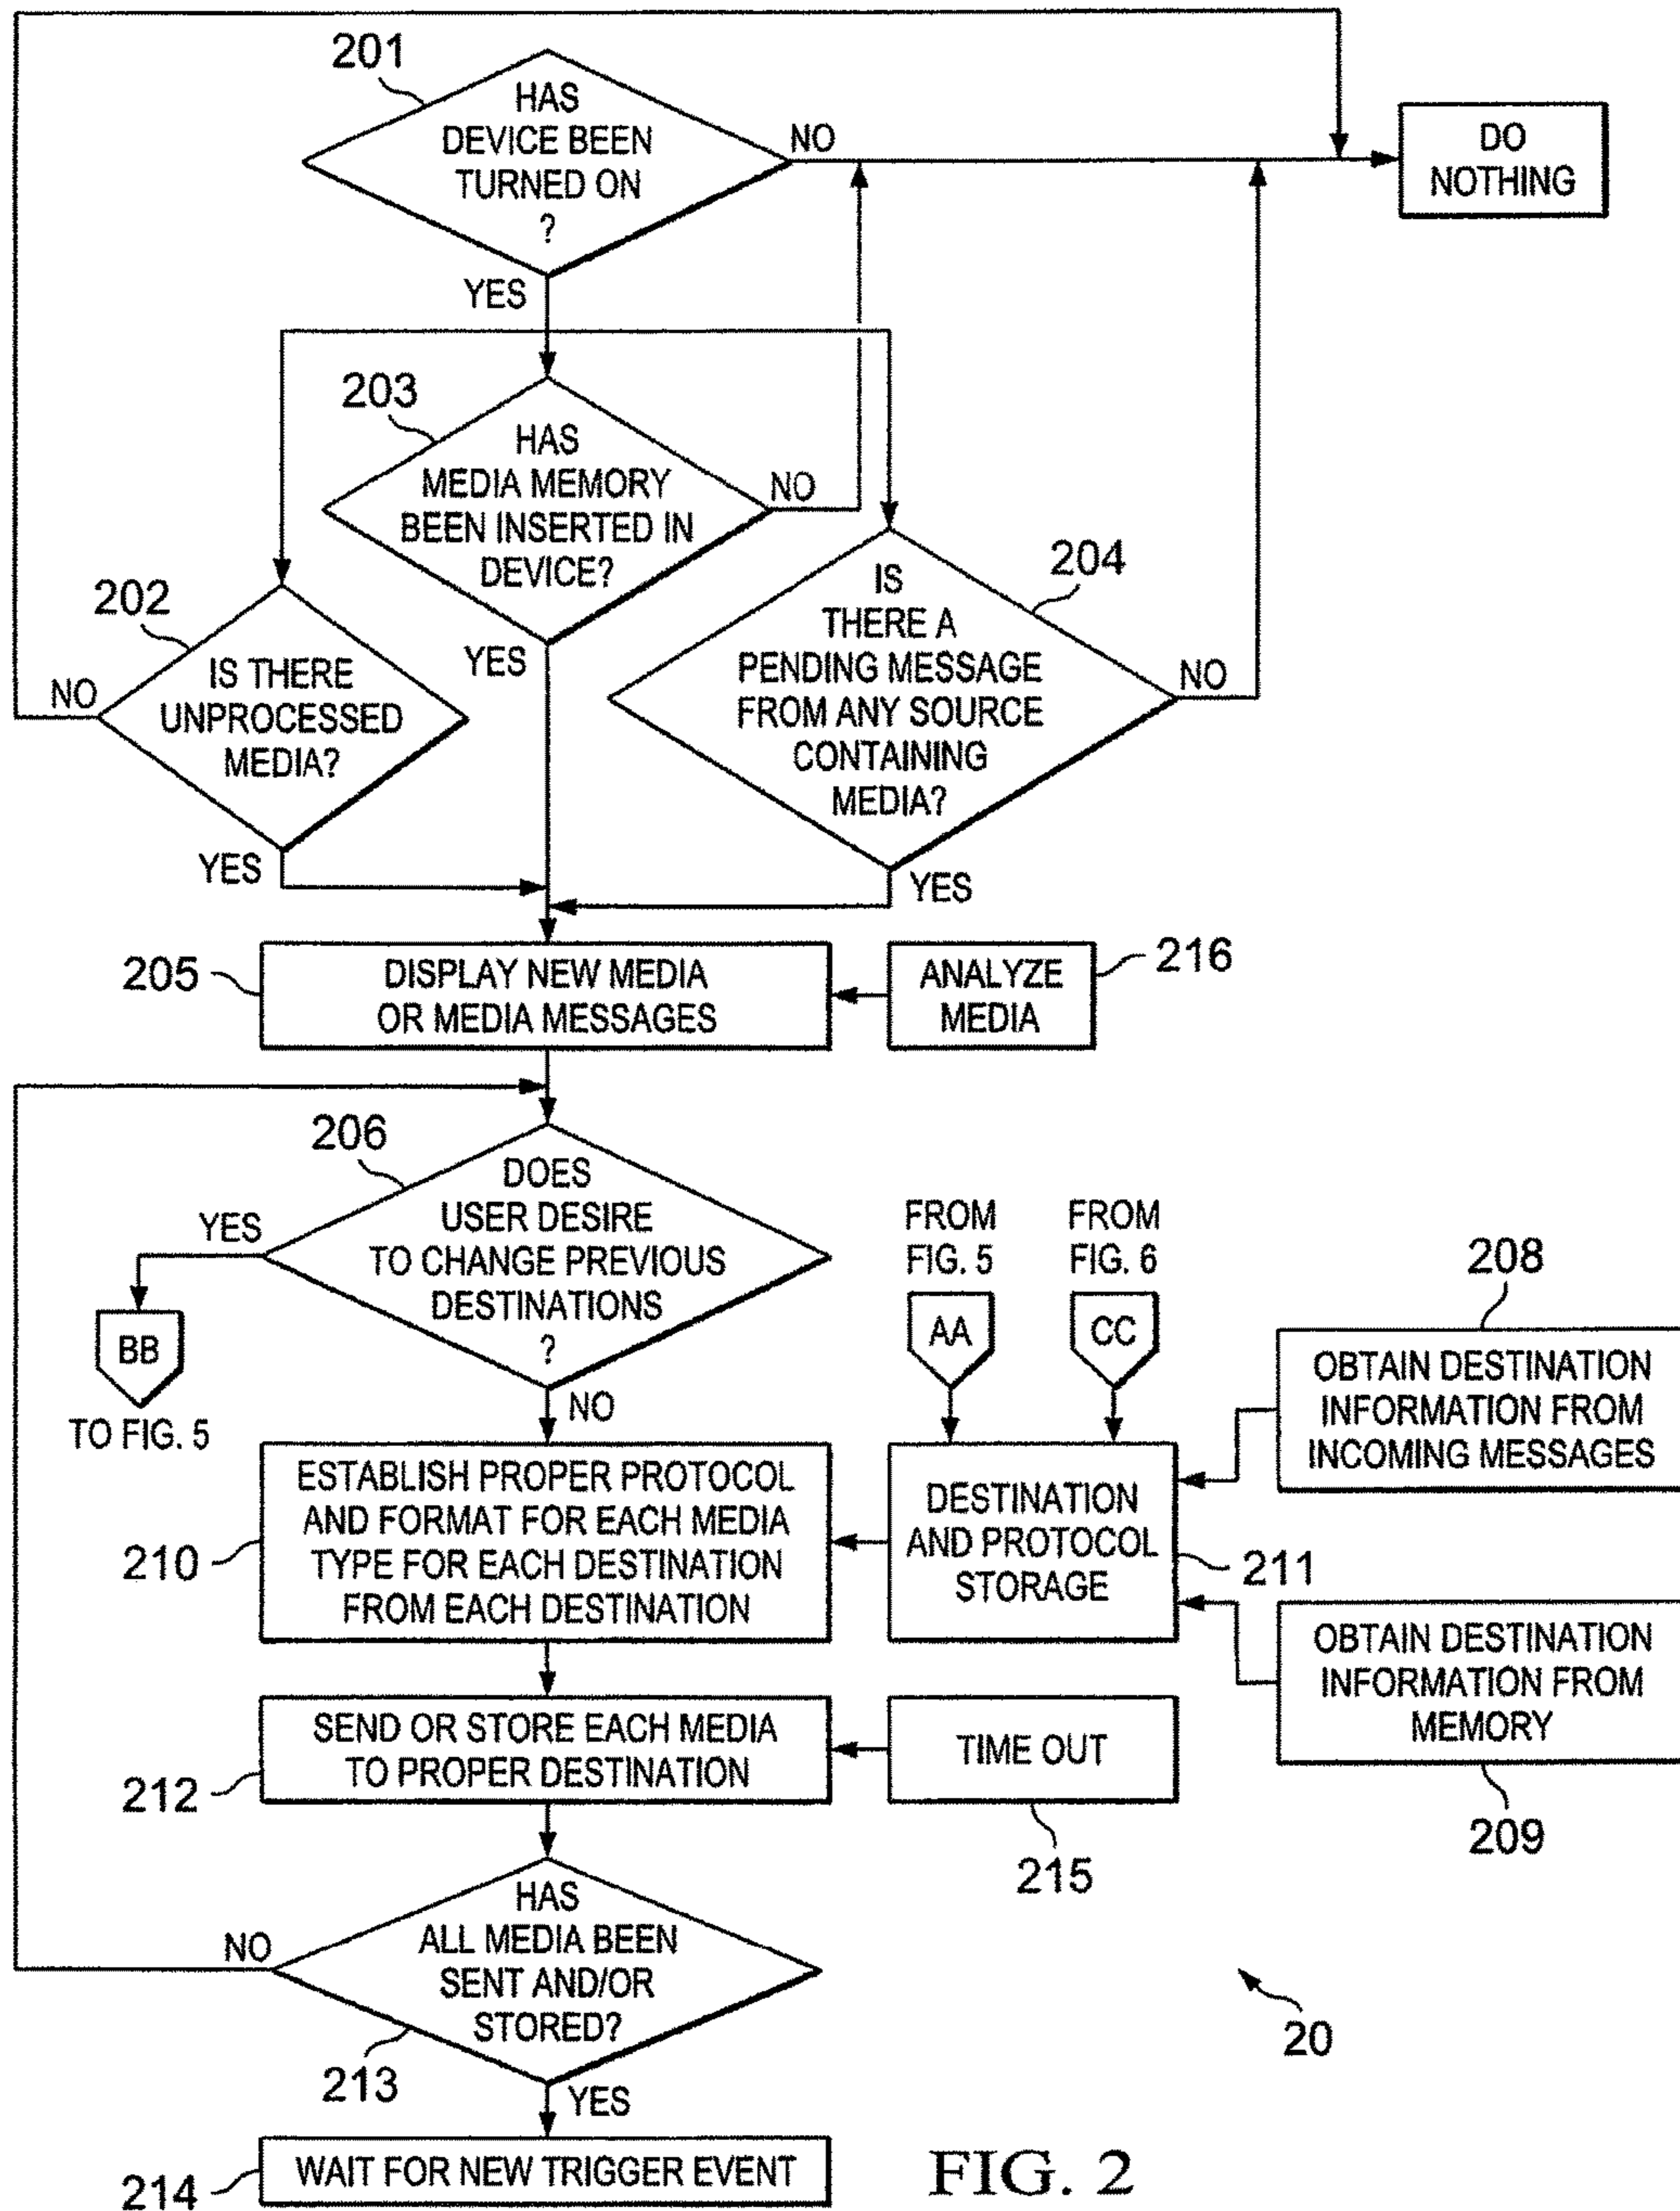 201
HAS
DEVICE BEEN
TURNED ON
?
NO
DO
NOTHING
YES
203
HAS
MEDIA MEMORY
BEEN INSERTED IN
DEVICE?
NO
YES
202
IS THERE
UNPROCESSED
MEDIA?
NO
YES
204
IS
THERE A
PENDING MESSAGE
FROM ANY SOURCE
CONTAINING
MEDIA?
NO
YES
205
DISPLAY NEW MEDIA
OR MEDIA MESSAGES
ANALYZE
MEDIA
216
206
DOES
USER DESIRE
TO CHANGE PREVIOUS
DESTINATIONS
?
YES
BB
TO FIG. 5
NO
FROM
FIG. 5
AA
FROM
FIG. 6
CC
208
OBTAIN DESTINATION
INFORMATION FROM
INCOMING MESSAGES
210
ESTABLISH PROPER PROTOCOL
AND FORMAT FOR EACH MEDIA
TYPE FOR EACH DESTINATION
FROM EACH DESTINATION
DESTINATION
AND PROTOCOL
STORAGE
211
OBTAIN DESTINATION
INFORMATION FROM
MEMORY
209
212
SEND OR STORE EACH MEDIA
TO PROPER DESTINATION
TIME OUT
215
HAS
ALL MEDIA BEEN
SENT AND/OR
STORED?
NO
213
YES
20
214
WAIT FOR NEW TRIGGER EVENT
FIG. 2